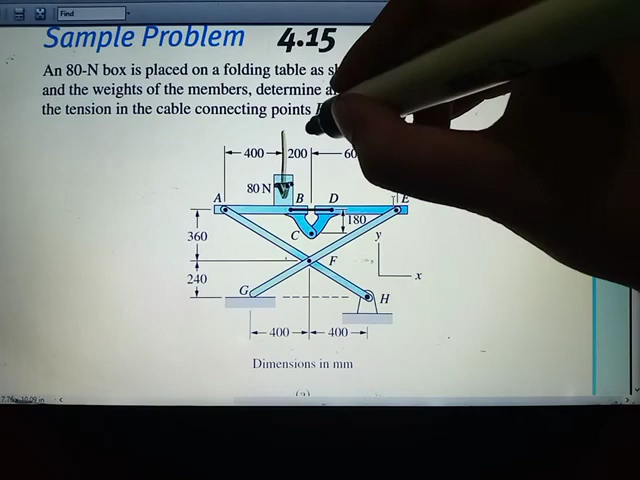 Find
Sample Problem 4.15
An 80-N box is placed on a folding table as
and the weights of the members, determine
the tension in the cable connecting points
400 200 60
80 N
A B D E
180
360
C
y
F
240
x
G
H
400 400
Dimensions in mm
(a)